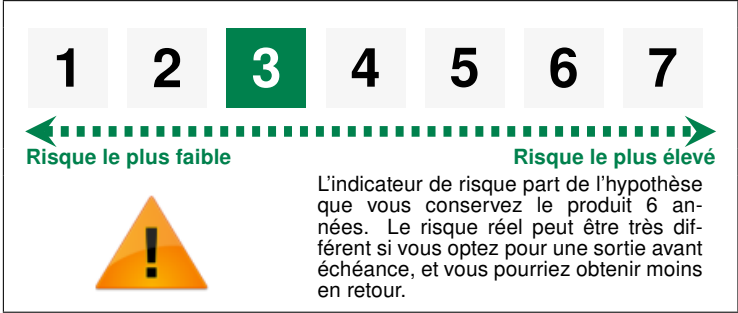 1 2 3 4 5 6 7
Risque le plus faible Risque le plus élevé
L'indicateur de risque part de l'hypothèse
que vous conservez le produit 6 an-
nées. Le risque réel peut être très dif-
férent si vous optez pour une sortie avant
échéance, et vous pourriez obtenir moins
en retour.